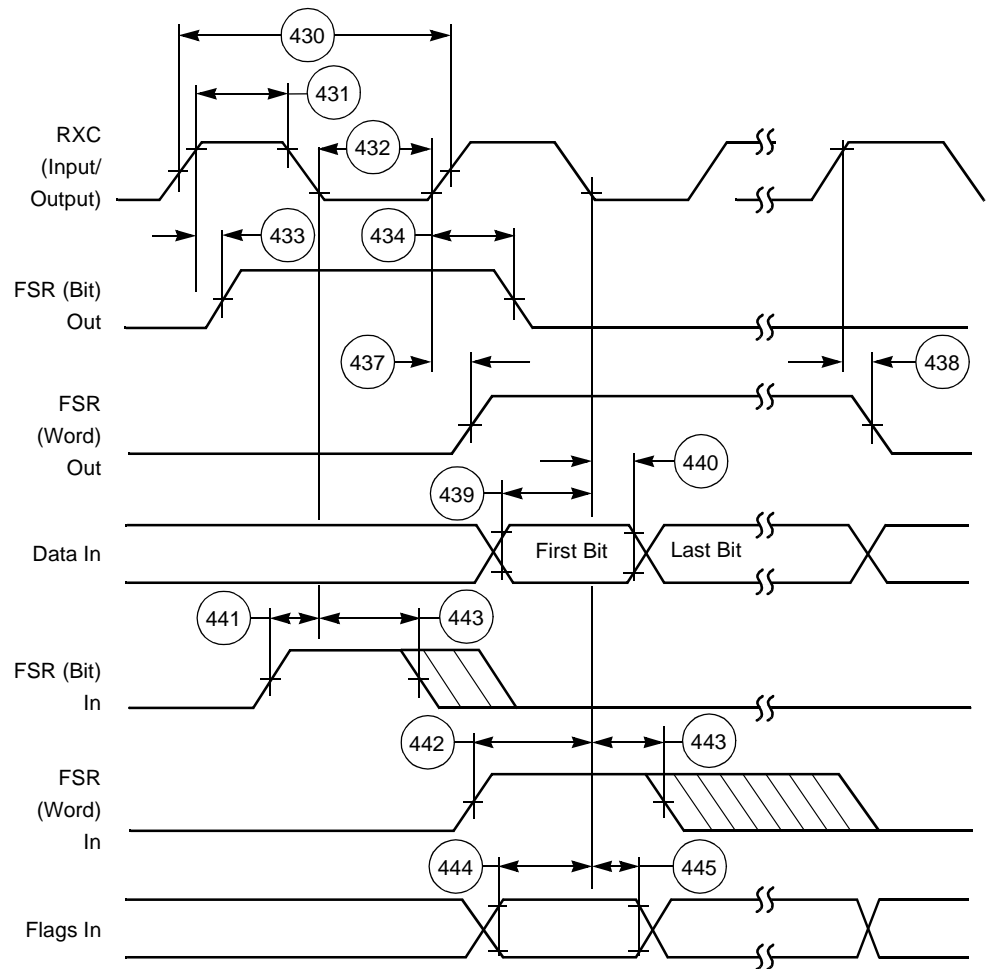 430
431
RXC
(Input/
Output)
432
433
434
FSR (Bit)
Out
437
438
FSR
(Word)
Out
440
439
Data In
First Bit
Last Bit
441
443
FSR (Bit)
In
442
443
FSR
(Word)
In
444
445
Flags In